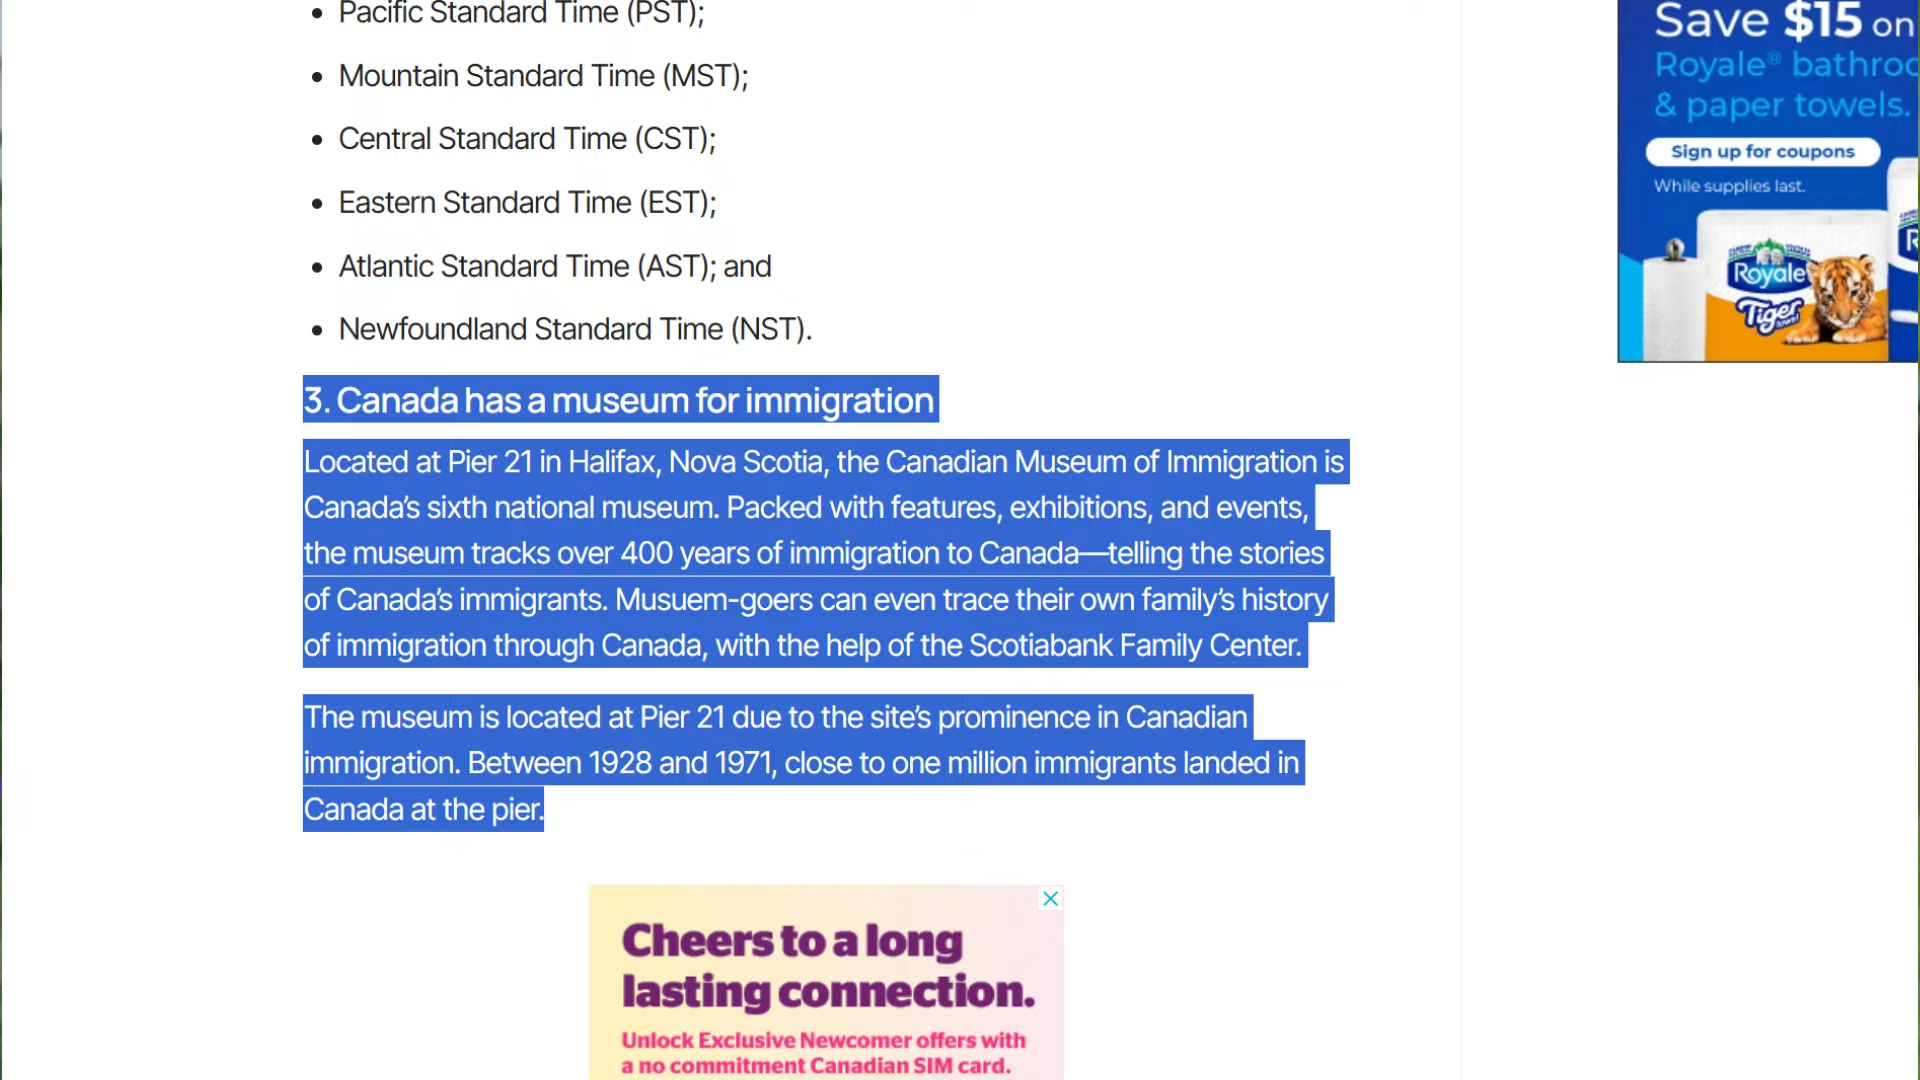 Pacific Standard Time (PST);
Mountain Standard Time (MST);
Central Standard Time (CST);
Eastern Standard Time (EST);
Atlantic Standard Time (AST); and
Newfoundland Standard Time (NST).
3. Canada has a museum for immigration
Located at Pier 21 in Halifax, Nova Scotia, the Canadian Museum of Immigration is
Canada’s sixth national museum. Packed with features, exhibitions, and events,
the museum tracks over 400 years of immigration to Canada—telling the stories
of Canada’s immigrants. Musuem-goers can even trace their own family’s history
of immigration through Canada, with the help of the Scotiabank Family Center.
The museum is located at Pier 21 due to the site’s prominence in Canadian
immigration. Between 1928 and 1971, close to one million immigrants landed in
Canada at the pier.
Cheers to a long
lasting connection.
Unlock Exclusive Newcomer offers with
a no commitment Canadian SIM card.
Save $15 on
Royale® bathroo
& paper towels.
Sign up for coupons
While supplies last.
Royale
Tiger
towel